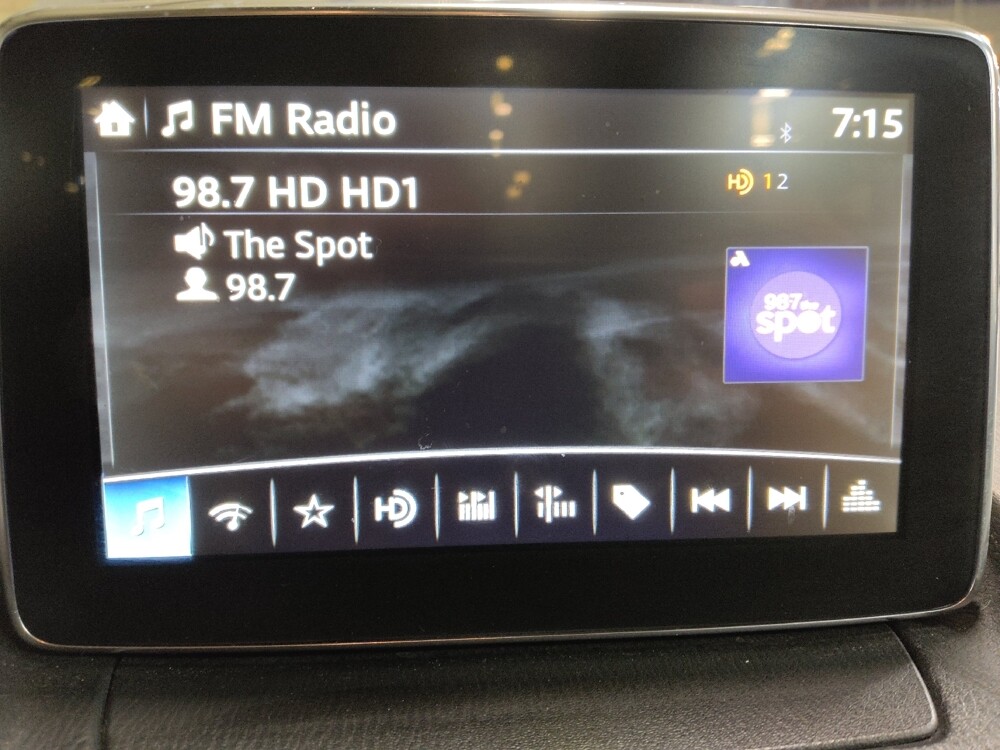 FM Radio
7:15
98.7 HD HD1
HD 1 2
The Spot
98.7
98.7 the
spot
HD